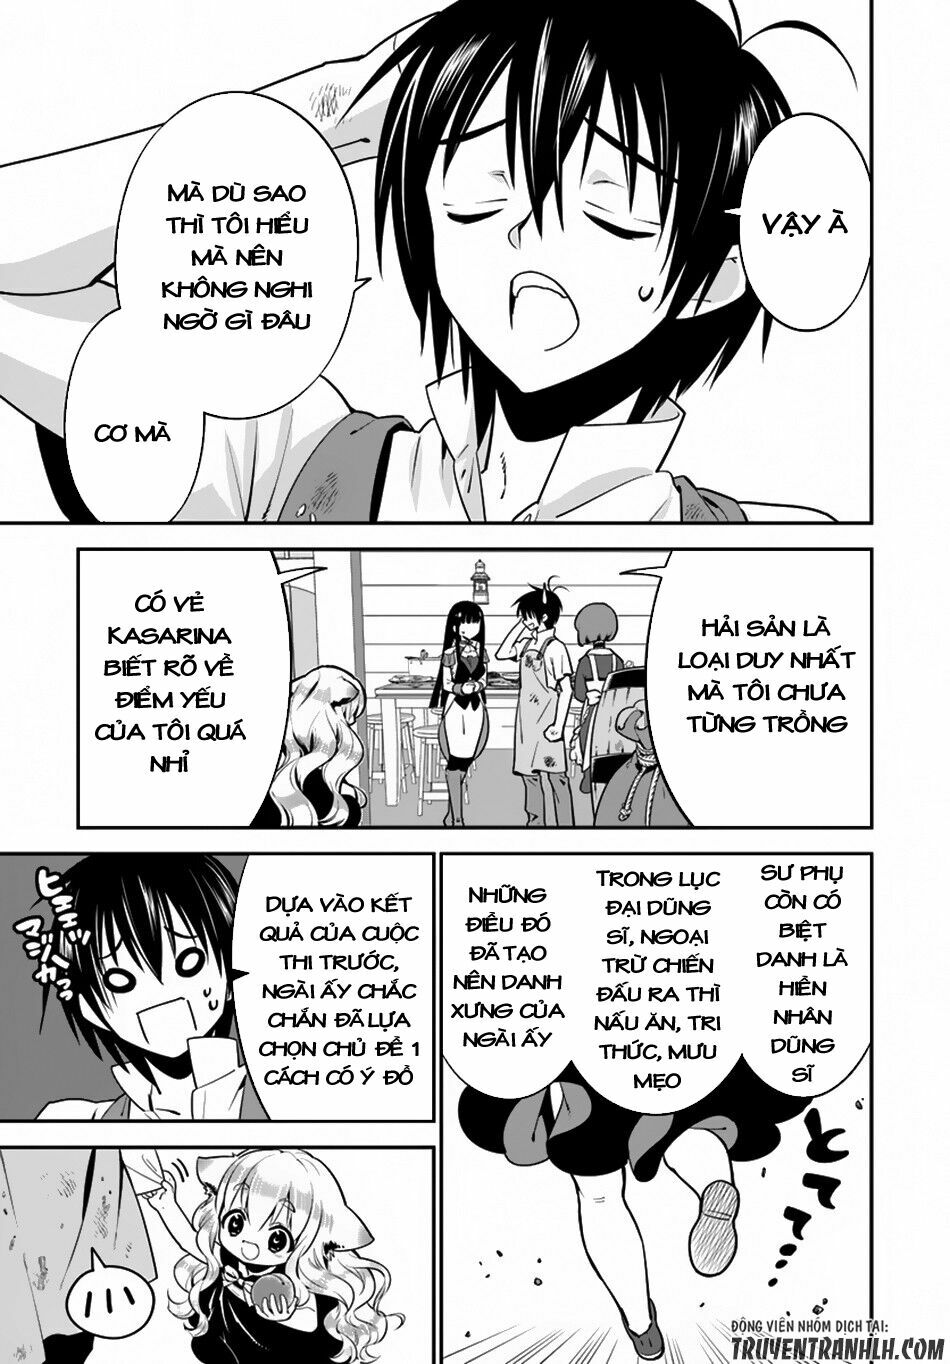 VẬY À
MÀ DÙ SAO
THÌ TÔI HIỂU
MÀ NÊN
KHÔNG NGHI
NGỜ GÌ ĐÂU
CƠ MÀ
HẢI SẢN LÀ
LOẠI DUY NHẤT
MÀ TÔI CHƯA
TỪNG TRỒNG
CÓ VẺ
KASARINA
BIẾT RÕ VỀ
ĐIỂM YẾU
CỦA TÔI QUÁ
NHỈ
SƯ PHỤ
CÒN CÓ
BIỆT
DANH LÀ
HIỀN
NHÂN
DŨNG
SĨ
TRONG LỤC
ĐẠI DŨNG
SĨ, NGOẠI
TRỪ CHIẾN
ĐẤU RA THÌ
NẤU ĂN, TRI
THỨC, MƯU
MẸO
NHỮNG
ĐIỀU ĐÓ
ĐÃ TẠO
NÊN DANH
XƯNG CỦA
NGÀI ẤY
とてて…
DỰA VÀO KẾT
QUẢ CỦA CUỘC
THI TRƯỚC,
NGÀI ẤY CHẮC
CHẮN ĐÃ LỰA
CHỌN CHỦ ĐỀ 1
CÁCH CÓ Ý ĐỒ
ヒェェッ
マジかーっ
ĐỘNG VIÊN NHÓM DỊCH TẠI:
TRUYENTRANHLH.COM